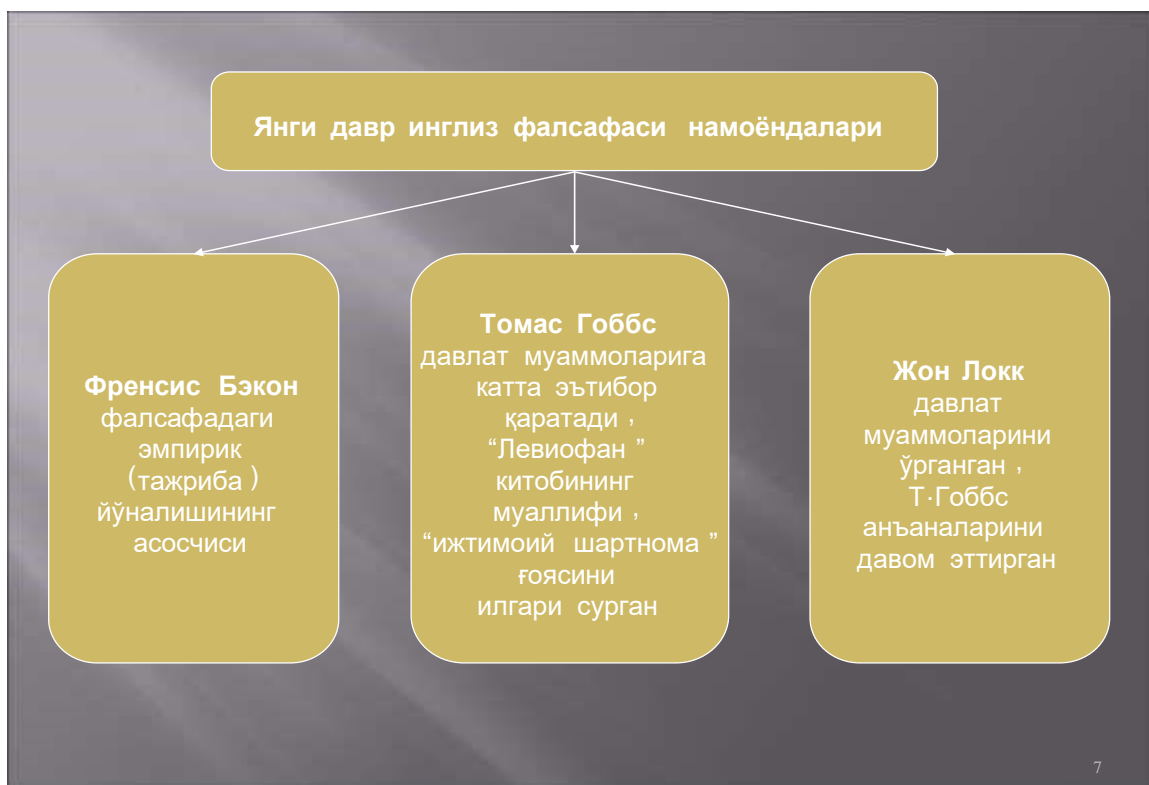 Янги давр инглиз фалсафаси намоёндалари
Френсис Бэкон
фалсафадаги
эмпирик
(тажриба )
йўналишининг
асосчиси
Томас Гоббс
давлат муаммоларига
катта эътибор
қаратади ,
“Левиофан ”
китобининг
муаллифи ,
“ижтимоий шартнома ”
ғоясини
илгари сурган
Жон Локк
давлат
муаммоларини
ўрганган ,
Т.Гоббс
анъаналарини
давом эттирган
7